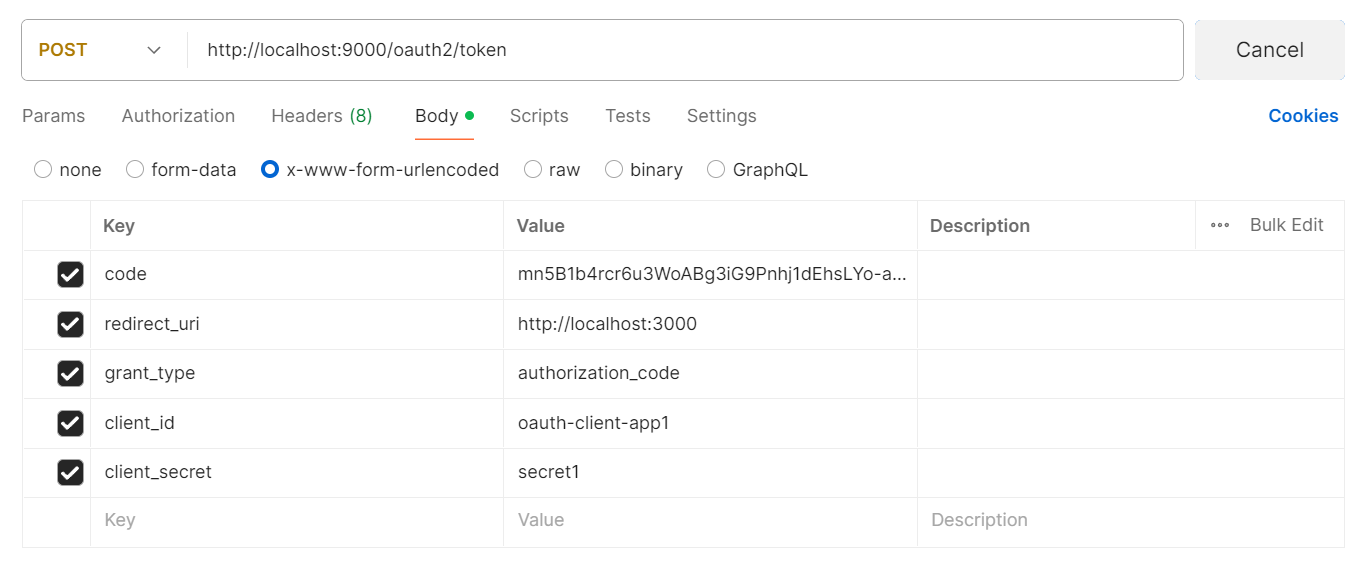 POST http://localhost:9000/oauth2/token Cancel
Params Authorization Headers (8) Body Scripts Tests Settings Cookies
none form-data x-www-form-urlencoded raw binary GraphQL
Key Value Description Bulk Edit
code mn5B1b4rcr6u3WoABg3iG9Pnhj1dEhsLYo-a...
redirect_uri http://localhost:3000
grant_type authorization_code
client_id oauth-client-app1
client_secret secret1
Key Value Description